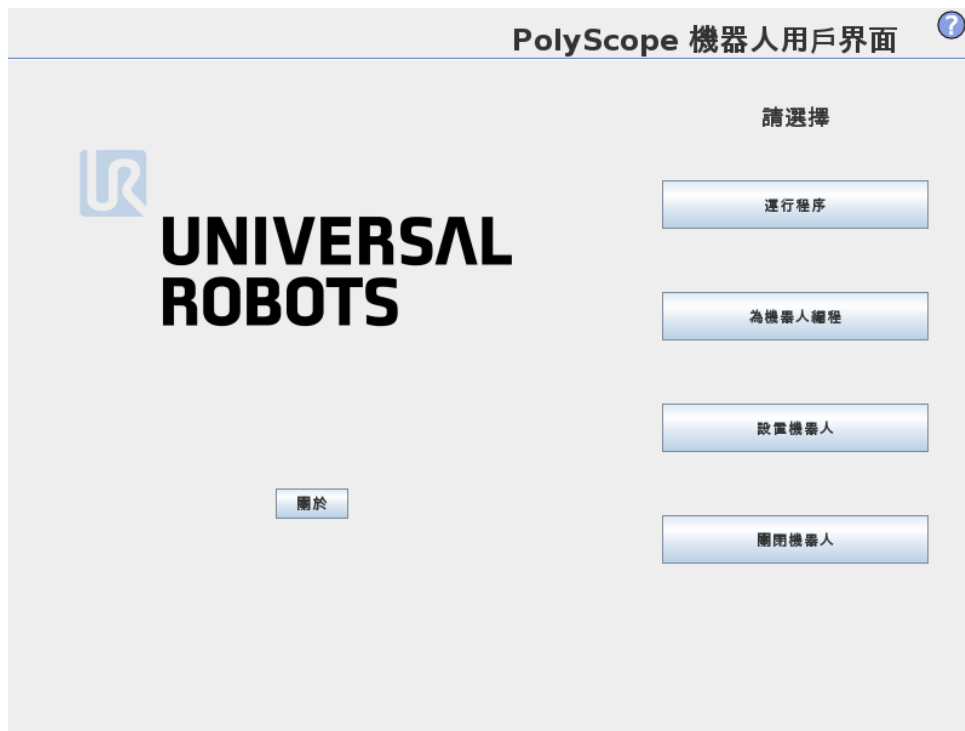 PolyScope 機器人用戶界面
?
請選擇
UR
UNIVERSAL
ROBOTS
運行程序
為機器人編程
設置機器人
關於
關閉機器人